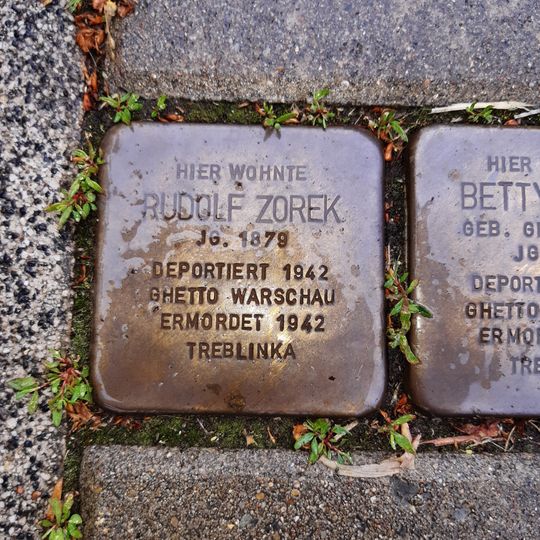 HIER WOHNTE
RUDOLF ZOREK
JG. 1879
DEPORTIERT 1942
GHETTO WARSCHAU
ERMORDET 1942
TREBLINKA
HIER
BETTY
GEB. G
JG
DEPORT
GHETTO
ERMO
TRE